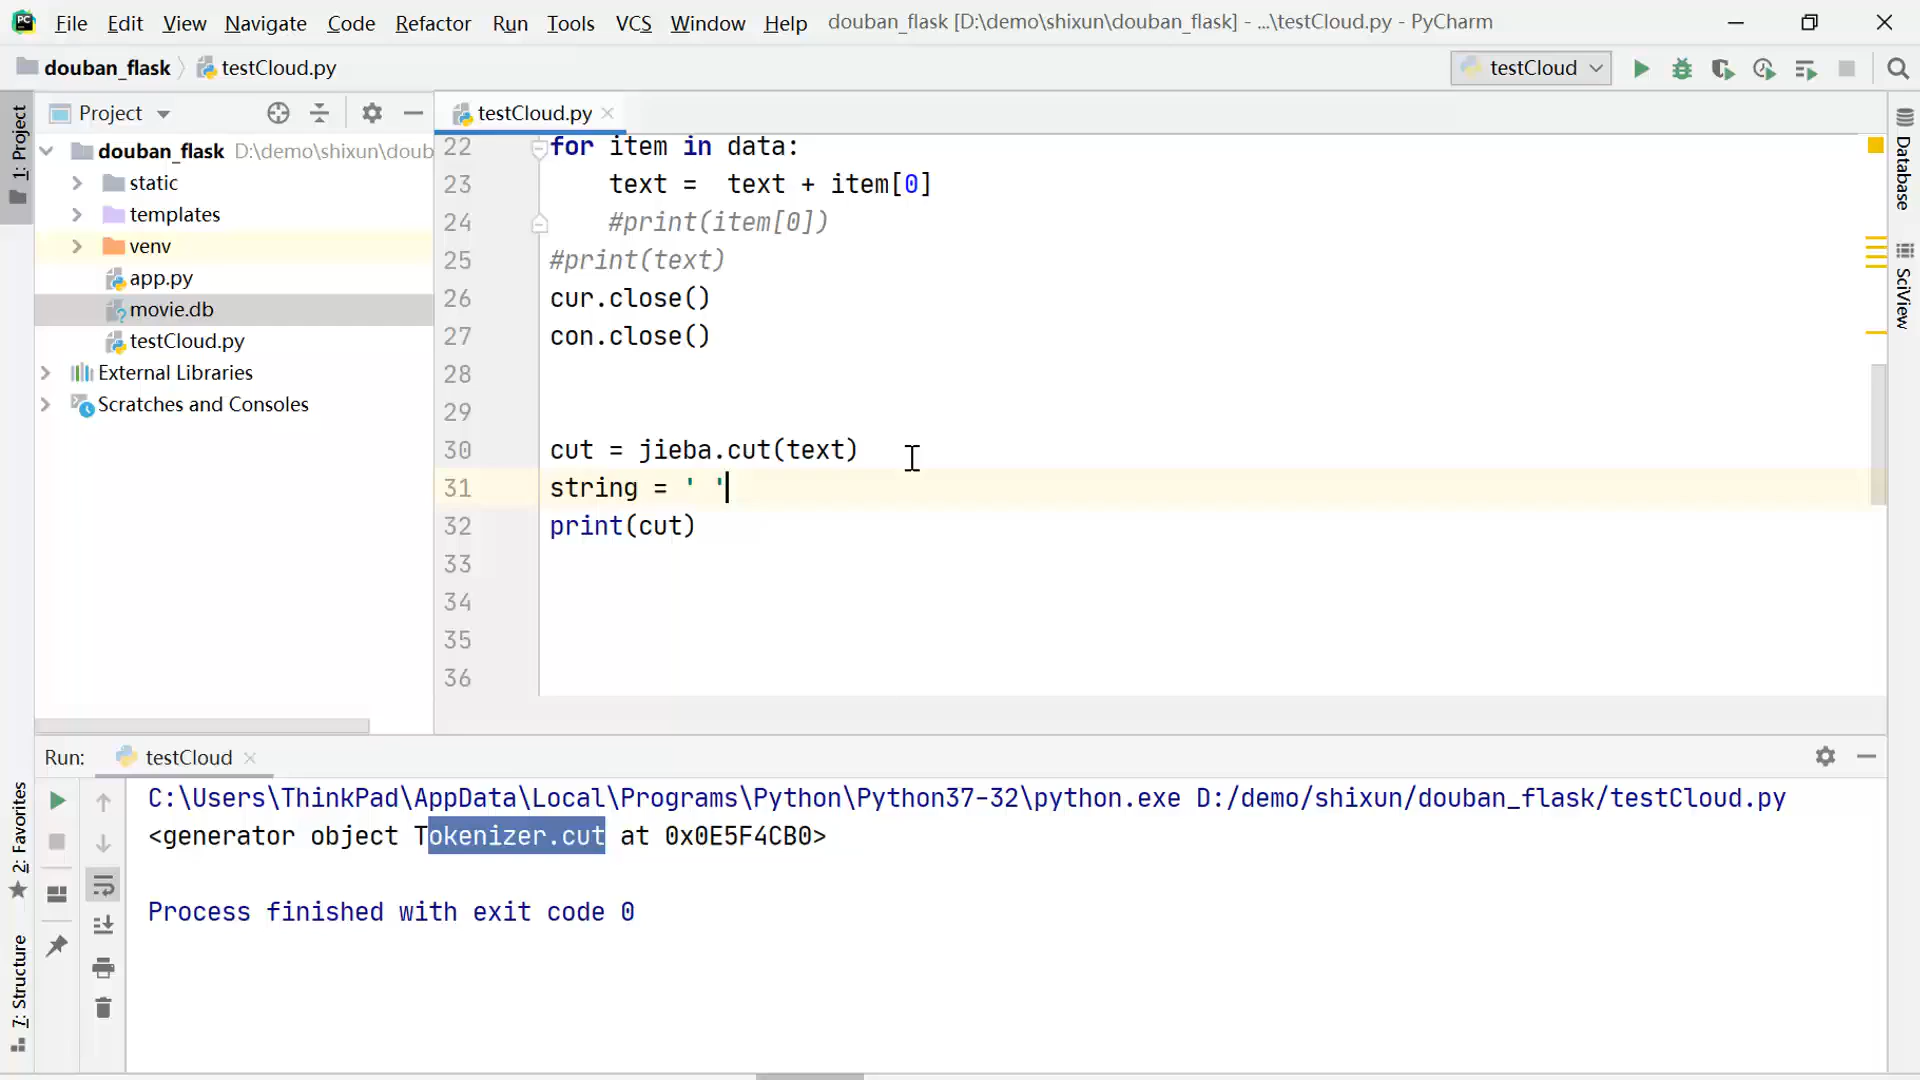 File Edit View Navigate Code Refactor Run Tools VCS Window Help douban_flask [D:\demo\shixun\douban_flask] - ...\testCloud.py - PyCharm
douban_flask testCloud.py testCloud
1: Project
Project
testCloud.py
douban_flask D:\demo\shixun\doub
static
templates
venv
app.py
movie.db
testCloud.py
External Libraries
Scratches and Consoles
22 for item in data:
23 text =  text + item[0]
24 #print(item[0])
25 #print(text)
26 cur.close()
27 con.close()
28
29
30 cut = jieba.cut(text)
31 string = ' '
32 print(cut)
33
34
35
36
Database
SciView
Run: testCloud
C:\Users\ThinkPad\AppData\Local\Programs\Python\Python37-32\python.exe D:/demo/shixun/douban_flask/testCloud.py
<generator object Tokenizer.cut at 0x0E5F4CB0>
Process finished with exit code 0
2: Favorites
7: Structure